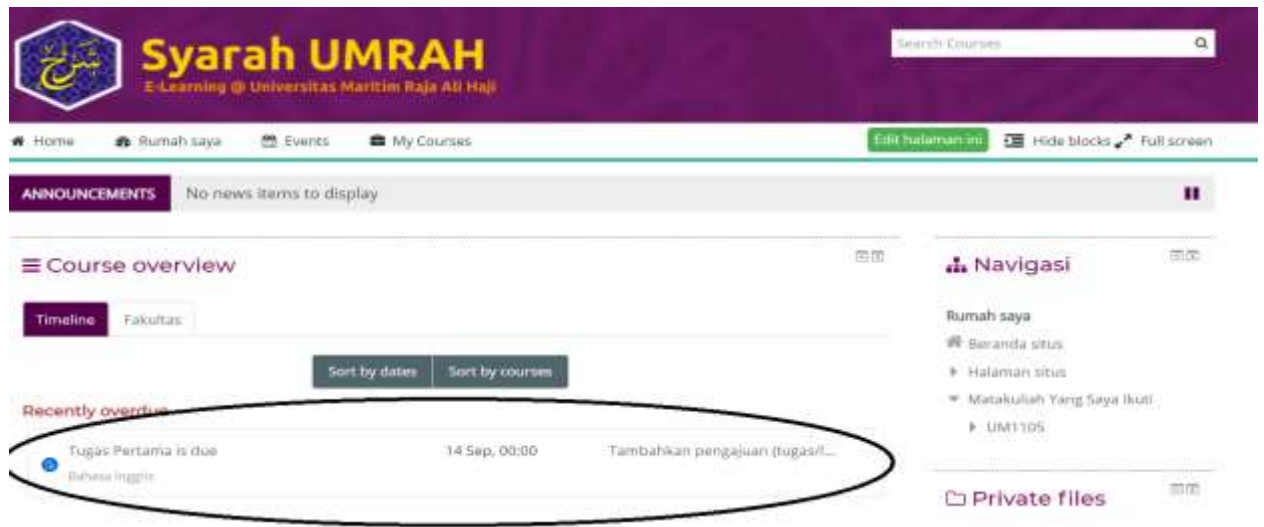 Syarah UMRAH
E-Learning @ Universitas Maritim Raja Ali Haji
Search Courses
Home Rumah saya Events My Courses
Edit halaman ini Hide blocks Full screen
ANNOUNCEMENTS No news items to display
Course overview
Timeline Fakultas
Sort by dates Sort by courses
Recently overdue
Tugas Pertama is due 14 Sep, 00:00 Tambahkan pengajuan (tugas/l...
Bahasa Inggris
Navigasi
Rumah saya
Beranda situs
Halaman situs
Matakuliah Yang Saya Ikuti
UM1105
Private files